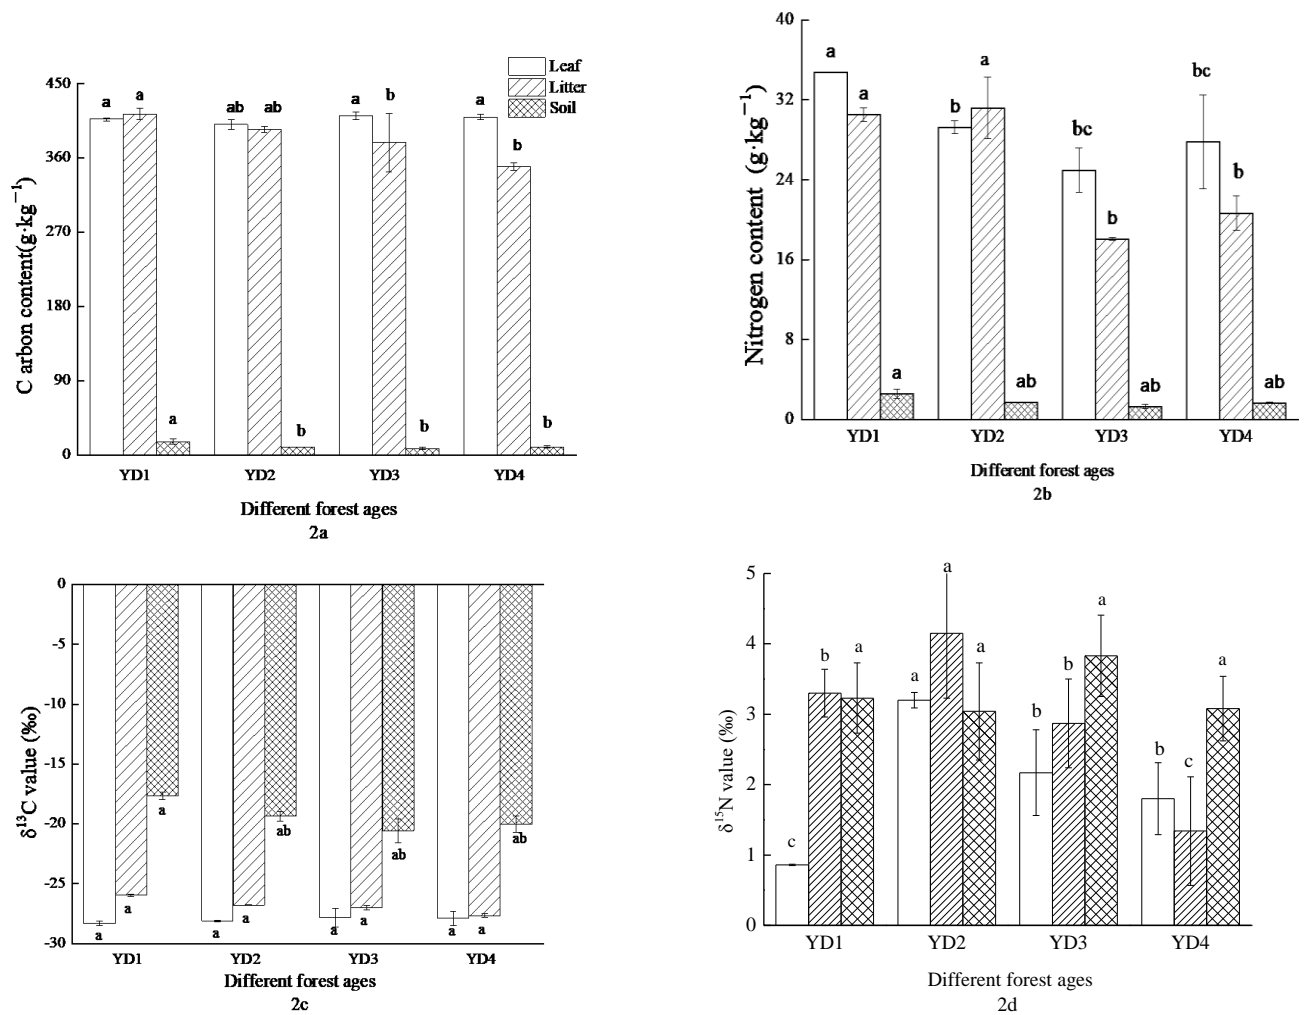 Leaf
Litter
Soil
C arbon content(g·kg⁻¹)
450
360
270
180
90
0
a a a
ab ab b
a b b
a b b
YD1 YD2 YD3 YD4
Different forest ages
2a
Nitrogen content (g·kg⁻¹)
40
32
24
16
8
0
a a a
b a ab
bc b ab
bc b ab
YD1 YD2 YD3 YD4
Different forest ages
2b
δ¹³C value (‰)
0
-5
-10
-15
-20
-25
-30
a a a
a a ab
a a ab
a a ab
YD1 YD2 YD3 YD4
Different forest ages
2c
δ¹⁵N value (‰)
5
4
3
2
1
0
c b a
a a a
b b a
b c a
YD1 YD2 YD3 YD4
Different forest ages
2d